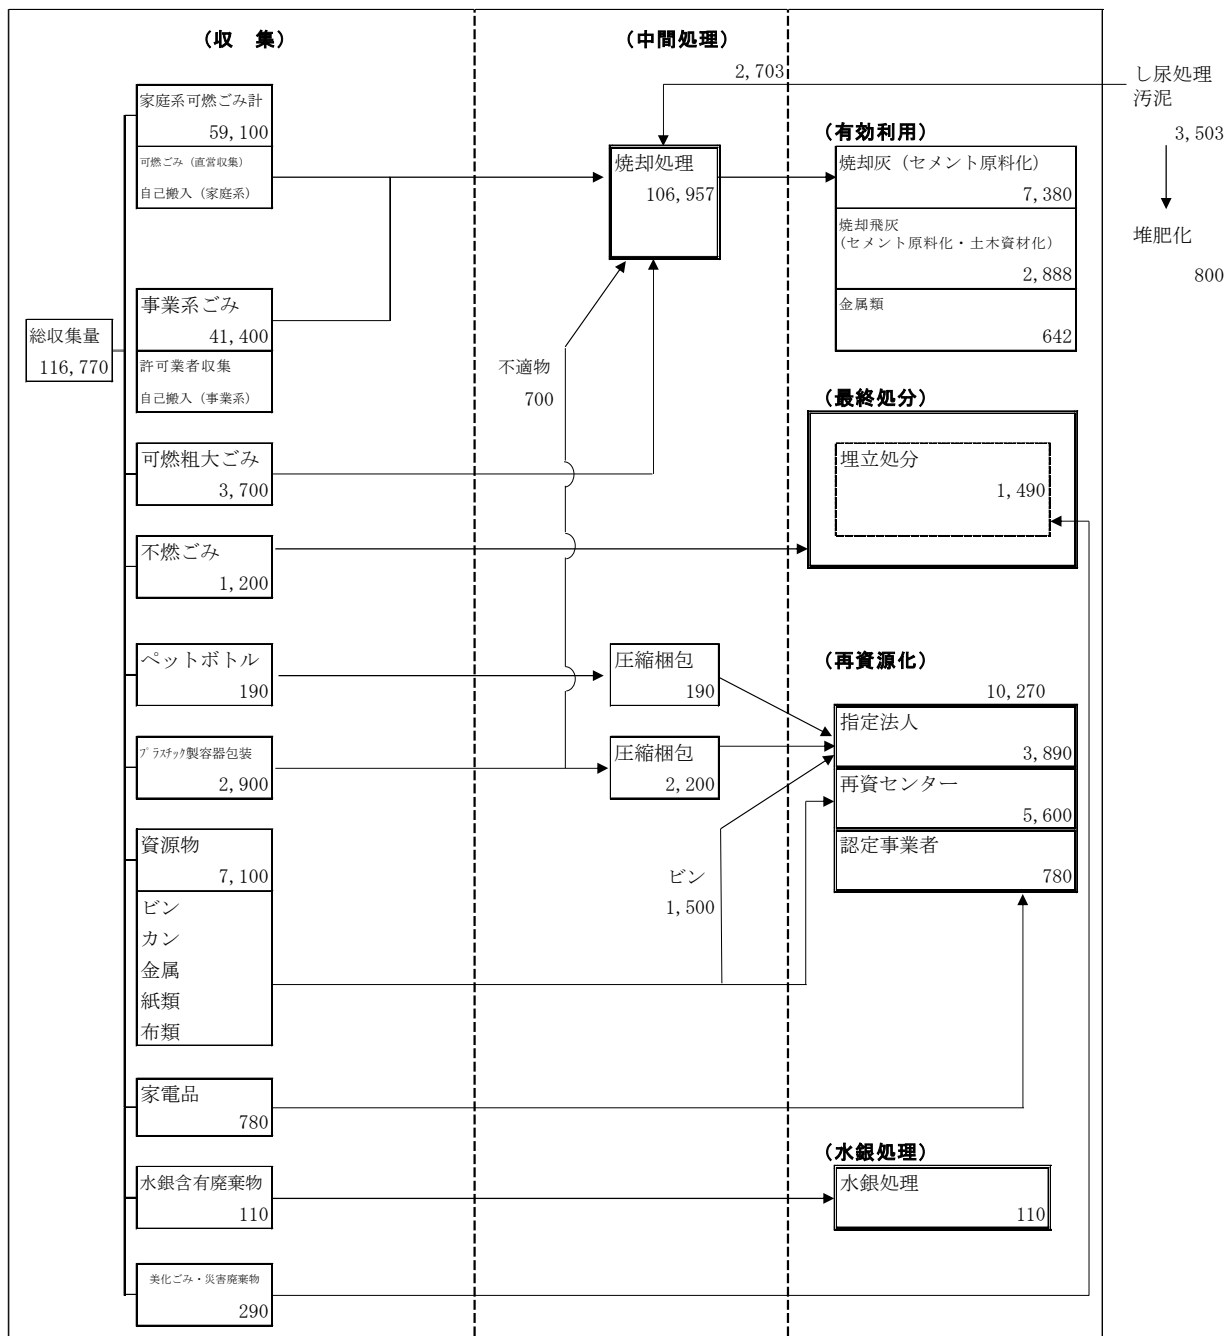 （収　集）
（中間処理）
2,703
し尿処理
汚泥
3,503
堆肥化
800
総収集量
116,770
家庭系可燃ごみ計
59,100
可燃ごみ（直営収集）
自己搬入（家庭系）
事業系ごみ
41,400
許可業者収集
自己搬入（事業系）
可燃粗大ごみ
3,700
不燃ごみ
1,200
ペットボトル
190
プラスチック製容器包装
2,900
資源物
7,100
ビン
カン
金属
紙類
布類
家電品
780
水銀含有廃棄物
110
美化ごみ・災害廃棄物
290
焼却処理
106,957
不適物
700
圧縮梱包
190
圧縮梱包
2,200
ビン
1,500
（有効利用）
焼却灰（セメント原料化）
7,380
焼却飛灰
（セメント原料化・土木資材化）
2,888
金属類
642
（最終処分）
埋立処分
1,490
（再資源化）
10,270
指定法人
3,890
再資センター
5,600
認定事業者
780
（水銀処理）
水銀処理
110